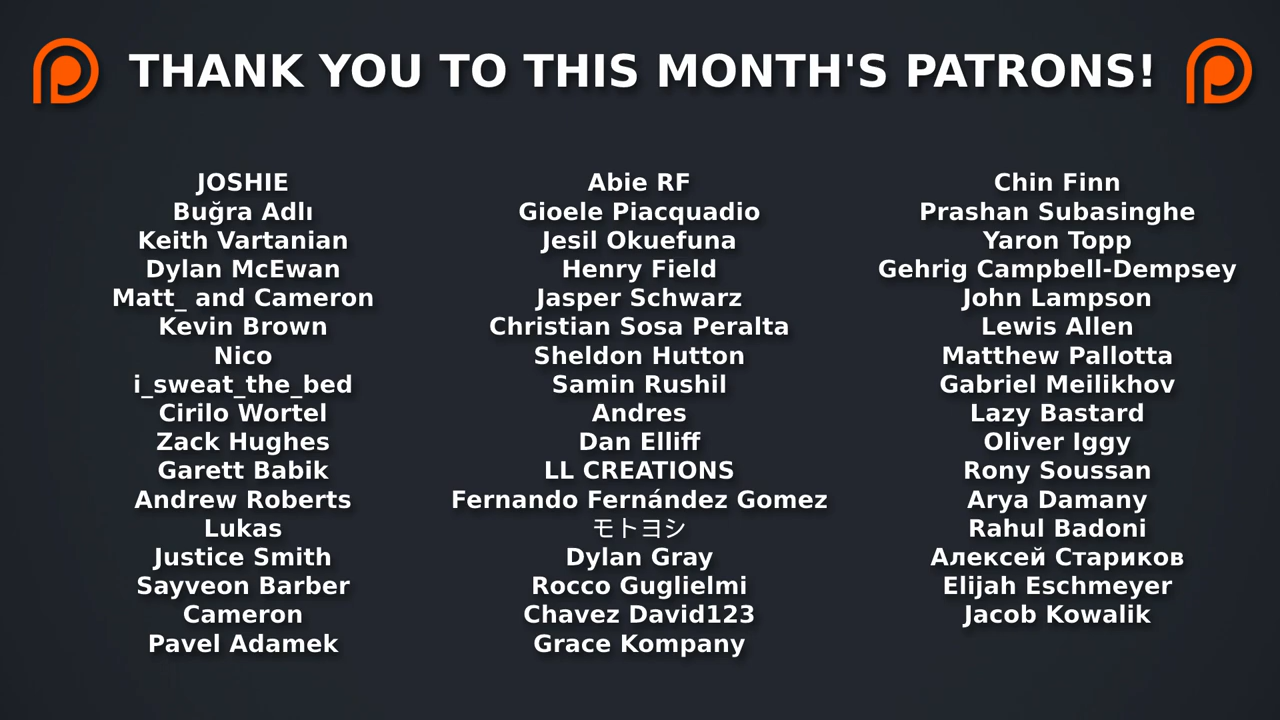 THANK YOU TO THIS MONTH'S PATRONS!
JOSHIE
Buğra Adlı
Keith Vartanian
Dylan McEwan
Matt_ and Cameron
Kevin Brown
Nico
i_sweat_the_bed
Cirilo Wortel
Zack Hughes
Garett Babik
Andrew Roberts
Lukas
Justice Smith
Sayveon Barber
Cameron
Pavel Adamek
Abie RF
Gioele Piacquadio
Jesil Okuefuna
Henry Field
Jasper Schwarz
Christian Sosa Peralta
Sheldon Hutton
Samin Rushil
Andres
Dan Elliff
LL CREATIONS
Fernando Fernández Gomez
モトヨシ
Dylan Gray
Rocco Guglielmi
Chavez David123
Grace Kompany
Chin Finn
Prashan Subasinghe
Yaron Topp
Gehrig Campbell-Dempsey
John Lampson
Lewis Allen
Matthew Pallotta
Gabriel Meilikhov
Lazy Bastard
Oliver Iggy
Rony Soussan
Arya Damany
Rahul Badoni
Алексей Стариков
Elijah Eschmeyer
Jacob Kowalik